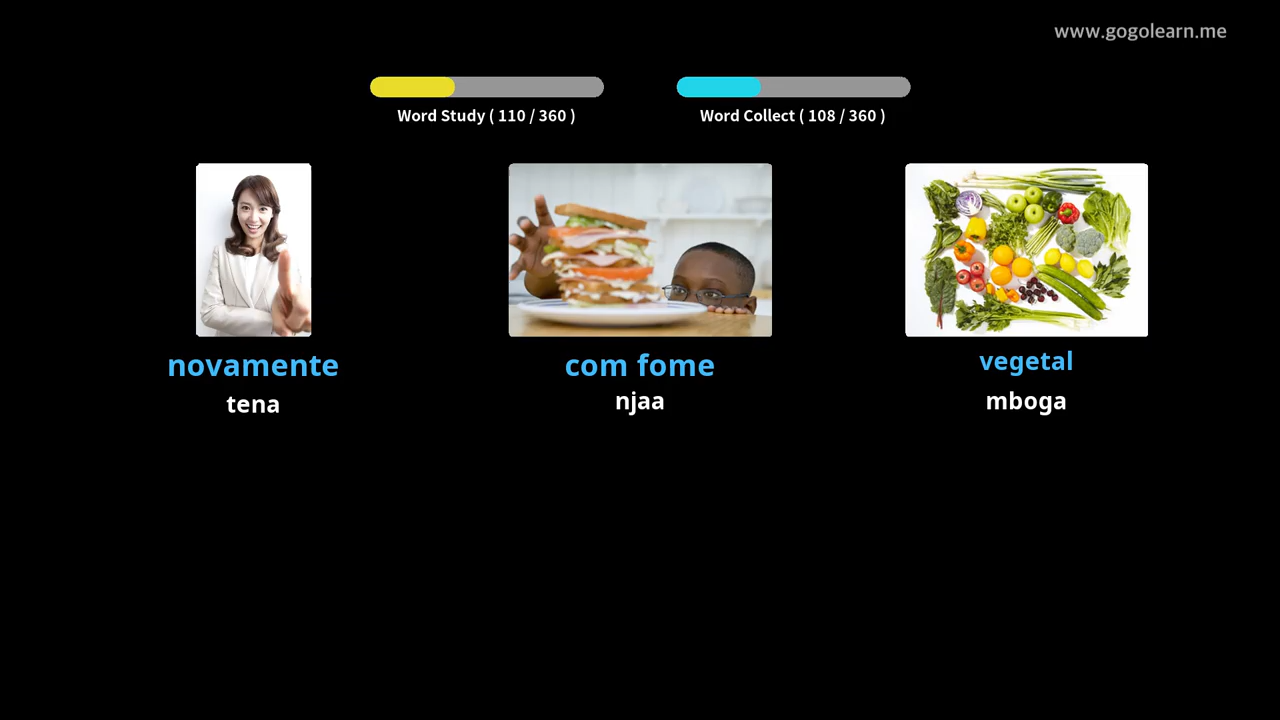 www.gogolearn.me
Word Study ( 110 / 360 )
Word Collect ( 108 / 360 )
novamente
tena
com fome
njaa
vegetal
mboga